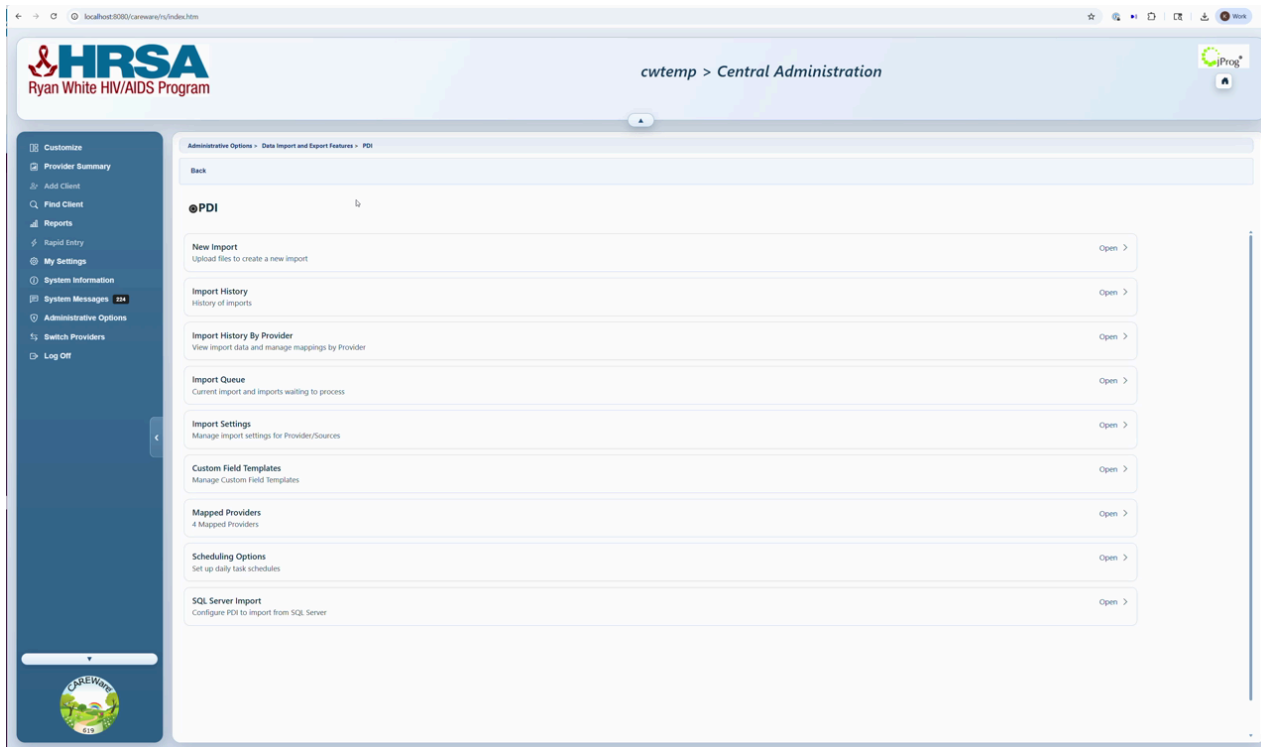 localhost:8080/careware/rs/index.htm
K Work
HRSA
Ryan White HIV/AIDS Program
cwtemp > Central Administration
jProg
Customize
Provider Summary
Add Client
Find Client
Reports
Rapid Entry
My Settings
System Information
System Messages 224
Administrative Options
Switch Providers
Log Off
CAREWare
619
Administrative Options > Data Import and Export Features > PDI
Back
PDI
New Import
Upload files to create a new import
Open >
Import History
History of imports
Open >
Import History By Provider
View import data and manage mappings by Provider
Open >
Import Queue
Current import and imports waiting to process
Open >
Import Settings
Manage import settings for Provider/Sources
Open >
Custom Field Templates
Manage Custom Field Templates
Open >
Mapped Providers
4 Mapped Providers
Open >
Scheduling Options
Set up daily task schedules
Open >
SQL Server Import
Configure PDI to import from SQL Server
Open >